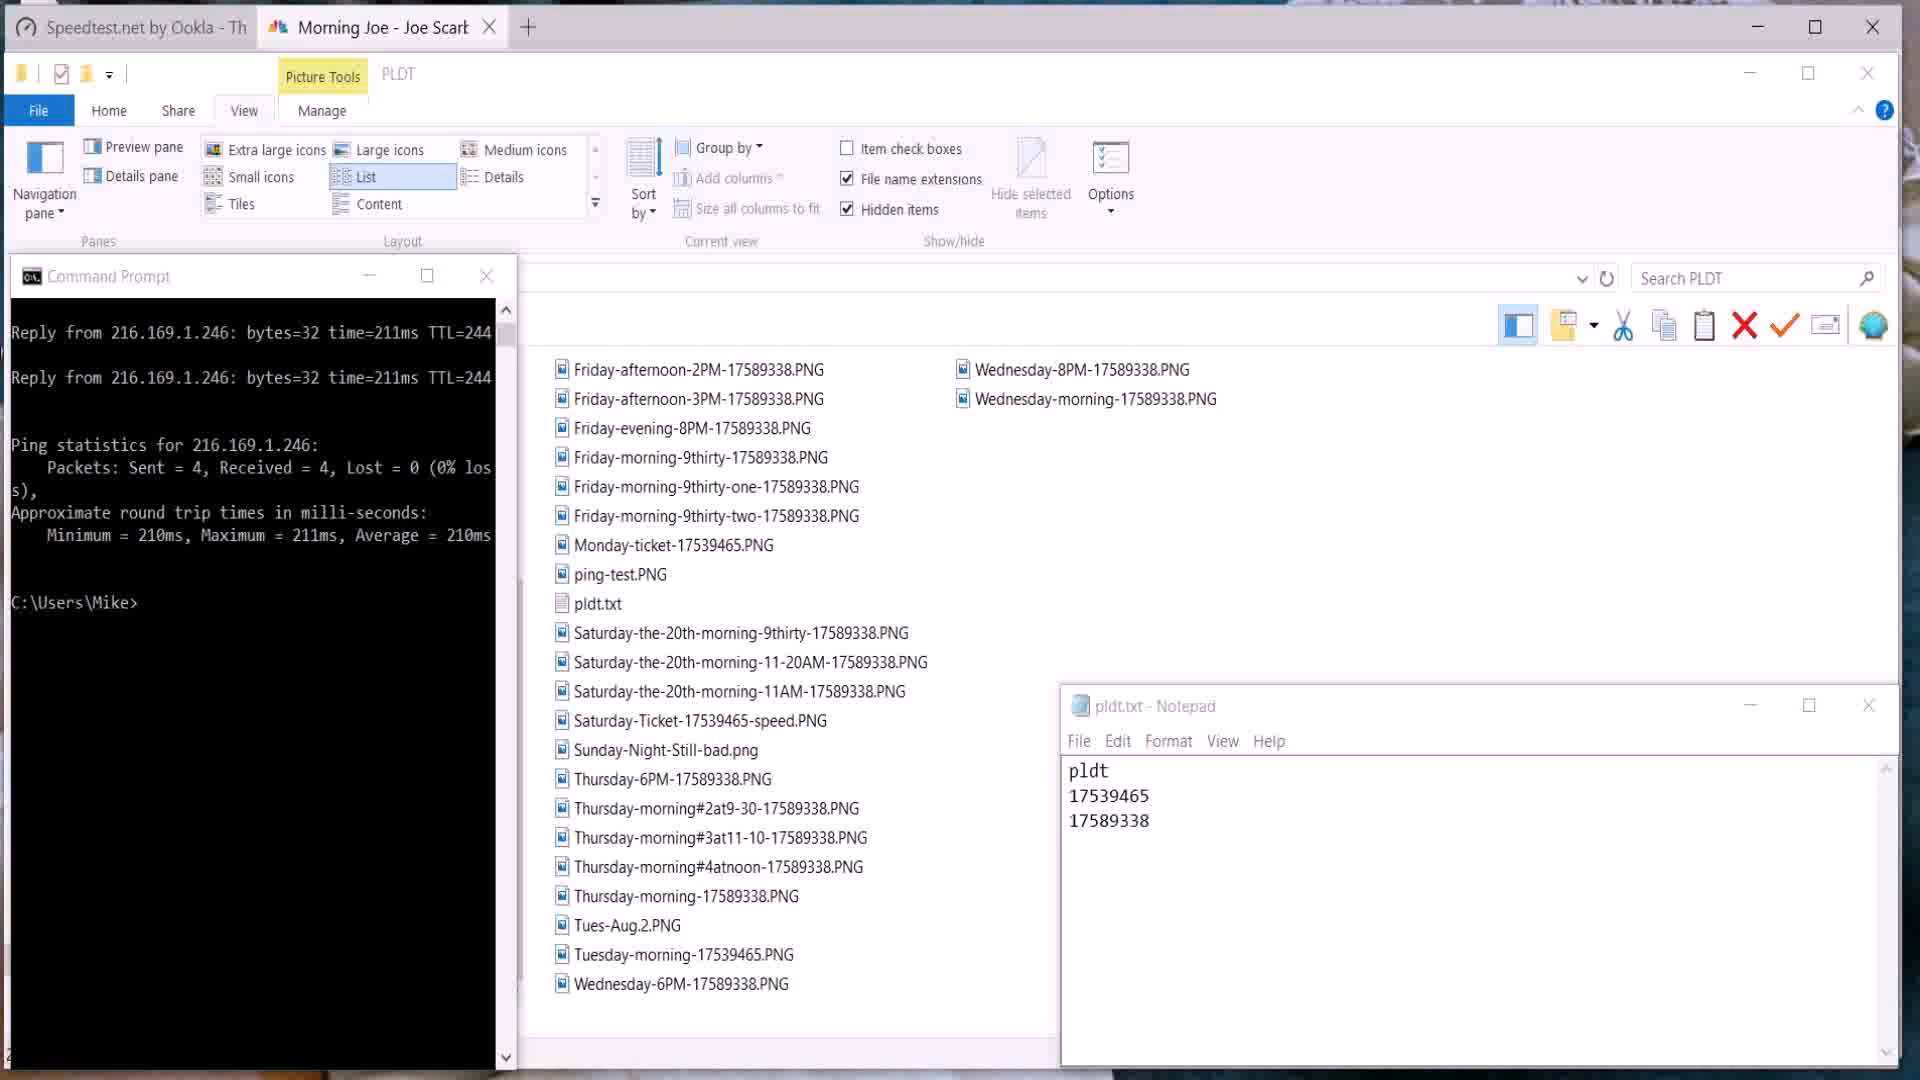 Speedtest.net by Ookla - Th
Morning Joe - Joe Scart
Picture Tools
PLDT
File
Home
Share
View
Manage
Navigation pane
Preview pane
Details pane
Panes
Extra large icons
Large icons
Medium icons
Small icons
List
Details
Tiles
Content
Layout
Sort by
Group by
Add columns
Size all columns to fit
Current view
Item check boxes
File name extensions
Hidden items
Hide selected items
Show/hide
Options
Command Prompt
Search PLDT
Reply from 216.169.1.246: bytes=32 time=211ms TTL=244
Reply from 216.169.1.246: bytes=32 time=211ms TTL=244
Ping statistics for 216.169.1.246:
Packets: Sent = 4, Received = 4, Lost = 0 (0% los
s),
Approximate round trip times in milli-seconds:
Minimum = 210ms, Maximum = 211ms, Average = 210ms
C:\Users\Mike>
Friday-afternoon-2PM-17589338.PNG
Friday-afternoon-3PM-17589338.PNG
Friday-evening-8PM-17589338.PNG
Friday-morning-9thirty-17589338.PNG
Friday-morning-9thirty-one-17589338.PNG
Friday-morning-9thirty-two-17589338.PNG
Monday-ticket-17539465.PNG
ping-test.PNG
pldt.txt
Saturday-the-20th-morning-9thirty-17589338.PNG
Saturday-the-20th-morning-11-20AM-17589338.PNG
Saturday-the-20th-morning-11AM-17589338.PNG
Saturday-Ticket-17539465-speed.PNG
Sunday-Night-Still-bad.png
Thursday-6PM-17589338.PNG
Thursday-morning#2at9-30-17589338.PNG
Thursday-morning#3at11-10-17589338.PNG
Thursday-morning#4atnoon-17589338.PNG
Thursday-morning-17589338.PNG
Tues-Aug.2.PNG
Tuesday-morning-17539465.PNG
Wednesday-6PM-17589338.PNG
Wednesday-8PM-17589338.PNG
Wednesday-morning-17589338.PNG
pldt.txt - Notepad
File Edit Format View Help
pldt
17539465
17589338